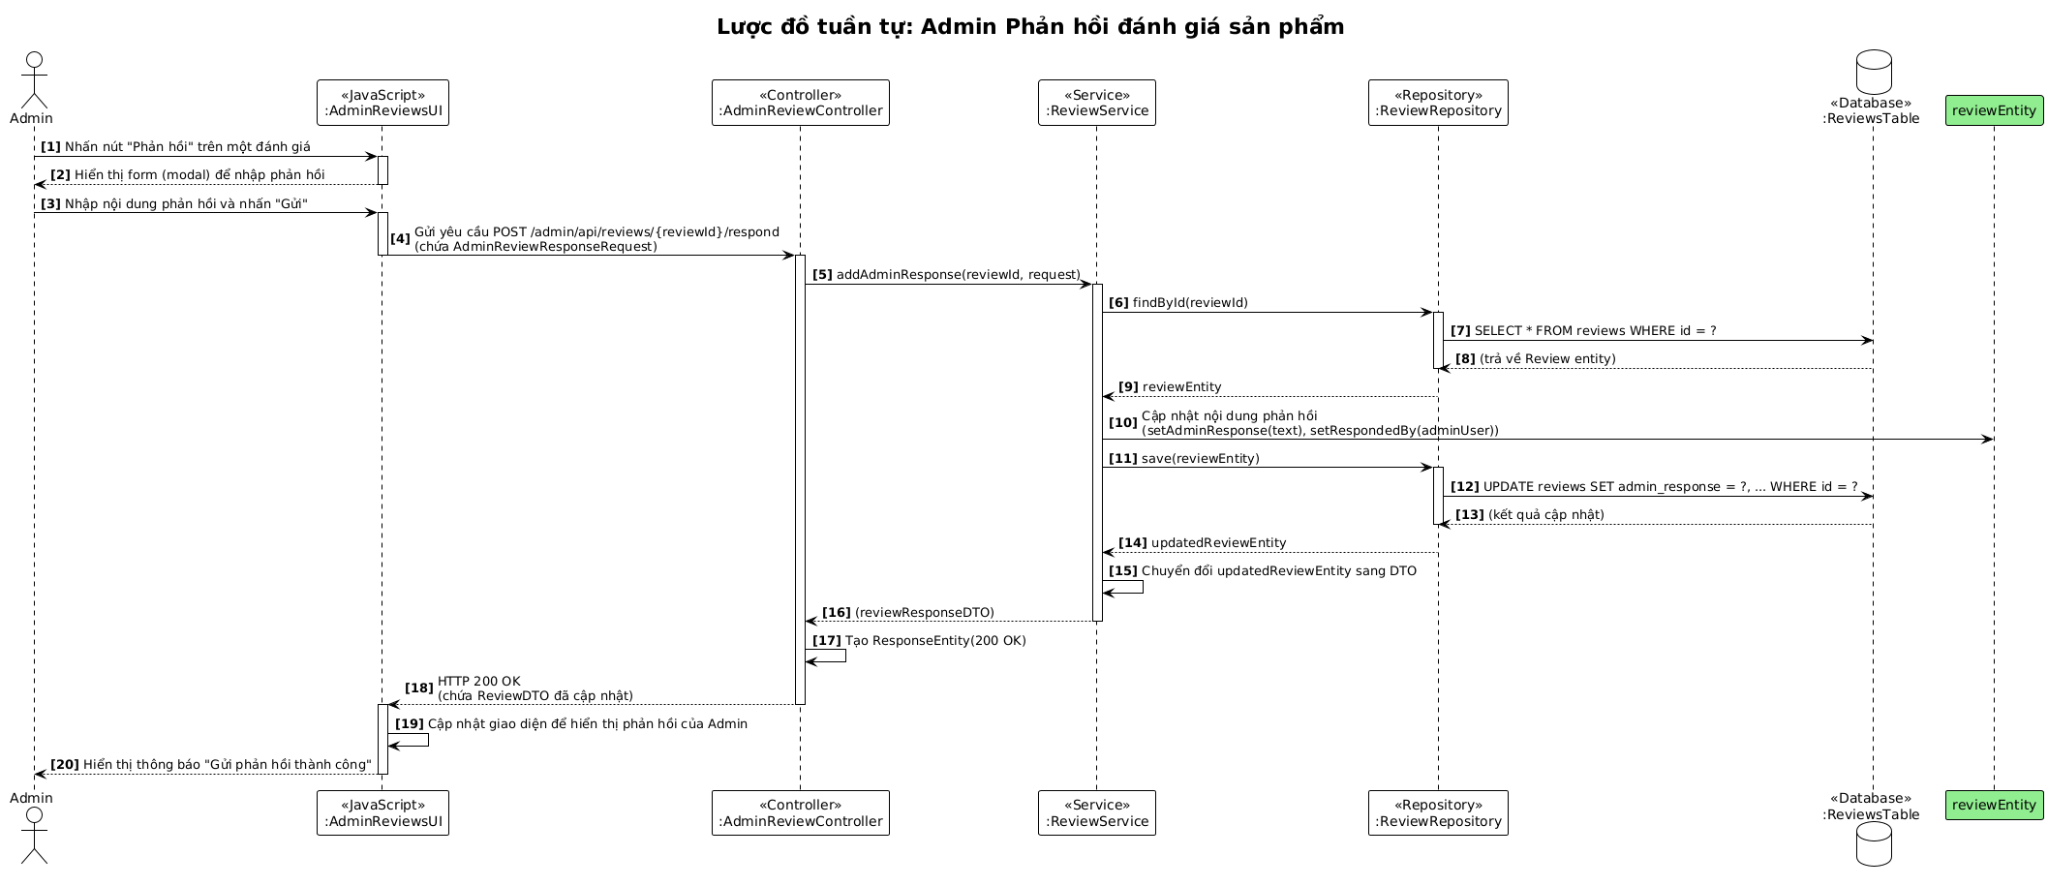 Lược đồ tuần tự: Admin Phản hồi đánh giá sản phẩm
Admin
«JavaScript»
:AdminReviewsUI
«Controller»
:AdminReviewController
«Service»
:ReviewService
«Repository»
:ReviewRepository
«Database»
:ReviewsTable
reviewEntity
[1] Nhấn nút "Phản hồi" trên một đánh giá
[2] Hiển thị form (modal) để nhập phản hồi
[3] Nhập nội dung phản hồi và nhấn "Gửi"
[4] Gửi yêu cầu POST /admin/api/reviews/{reviewId}/respond
(chứa AdminReviewResponseRequest)
[5] addAdminResponse(reviewId, request)
[6] findById(reviewId)
[7] SELECT * FROM reviews WHERE id = ?
[8] (trả về Review entity)
[9] reviewEntity
[10] Cập nhật nội dung phản hồi
(setAdminResponse(text), setRespondedBy(adminUser))
[11] save(reviewEntity)
[12] UPDATE reviews SET admin_response = ?, ... WHERE id = ?
[13] (kết quả cập nhật)
[14] updatedReviewEntity
[15] Chuyển đổi updatedReviewEntity sang DTO
[16] (reviewResponseDTO)
[17] Tạo ResponseEntity(200 OK)
[18] HTTP 200 OK
(chứa ReviewDTO đã cập nhật)
[19] Cập nhật giao diện để hiển thị phản hồi của Admin
[20] Hiển thị thông báo "Gửi phản hồi thành công"
Admin
«JavaScript»
:AdminReviewsUI
«Controller»
:AdminReviewController
«Service»
:ReviewService
«Repository»
:ReviewRepository
«Database»
:ReviewsTable
reviewEntity